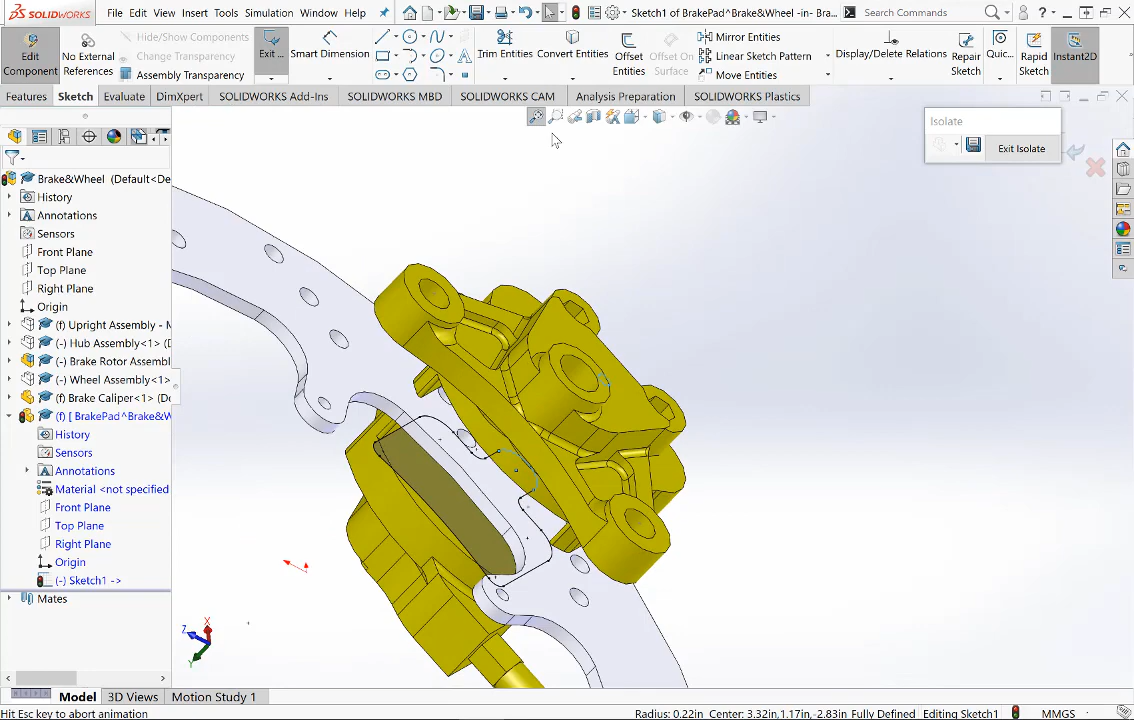 SOLIDWORKS
File Edit View Insert Tools Simulation Window Help
Sketch1 of BrakePad^Brake&Wheel -in- Bra...
Search Commands
Edit Component
No External References
Hide/Show Components
Change Transparency
Assembly Transparency
Exit ...
Smart Dimension
Trim Entities
Convert Entities
Offset Entities
Offset On Surface
Mirror Entities
Linear Sketch Pattern
Move Entities
Display/Delete Relations
Repair Sketch
Quic...
Rapid Sketch
Instant2D
Features Sketch Evaluate DimXpert SOLIDWORKS Add-Ins SOLIDWORKS MBD SOLIDWORKS CAM Analysis Preparation SOLIDWORKS Plastics
Isolate
Exit Isolate
Brake&Wheel (Default<De
History
Annotations
Sensors
Front Plane
Top Plane
Right Plane
Origin
(f) Upright Assembly - M
(-) Hub Assembly<1> (D
(-) Brake Rotor Assemb
(-) Wheel Assembly<1>
(f) Brake Caliper<1> (De
(f) [ BrakePad^Brake&W
History
Sensors
Annotations
Material <not specified
Front Plane
Top Plane
Right Plane
Origin
(-) Sketch1 ->
Mates
X
Z
Y
Model 3D Views Motion Study 1
Hit Esc key to abort animation
Radius: 0.22in Center: 3.32in,1.17in,-2.83in Fully Defined Editing Sketch1 MMGS